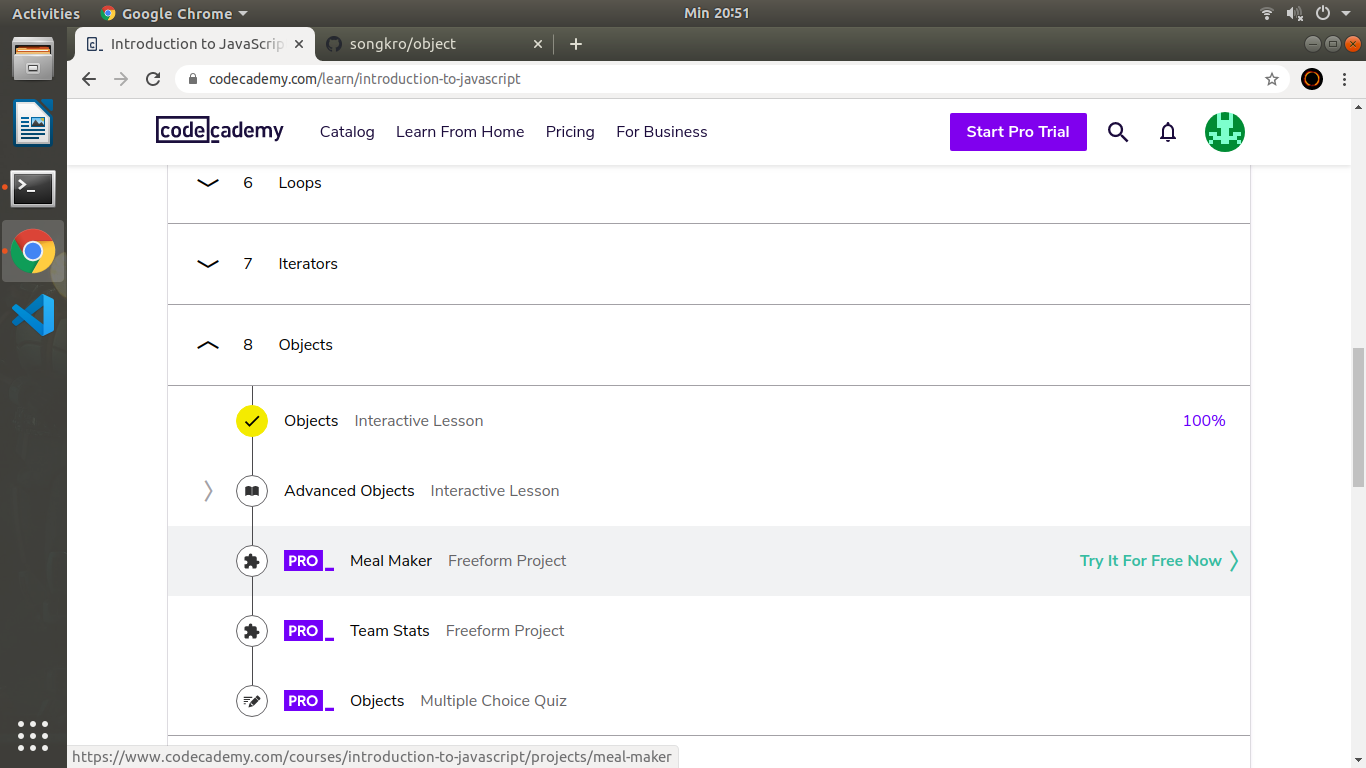 Activities Google Chrome Min 20:51
Introduction to JavaScrip songkro/object
codecademy.com/learn/introduction-to-javascript
codecademy Catalog Learn From Home Pricing For Business Start Pro Trial
6 Loops
7 Iterators
8 Objects
Objects Interactive Lesson 100%
Advanced Objects Interactive Lesson
PRO Meal Maker Freeform Project Try It For Free Now
PRO Team Stats Freeform Project
PRO Objects Multiple Choice Quiz
https://www.codecademy.com/courses/introduction-to-javascript/projects/meal-maker